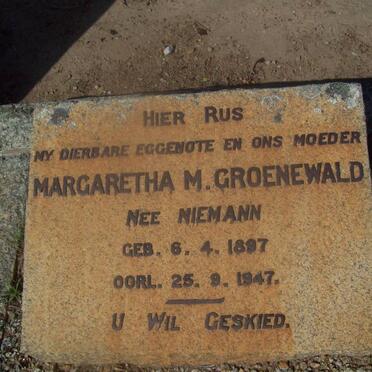 HIER RUS
MY DIERBARE EGGENOTE EN ONS MOEDER
MARGARETHA M. GROENEWALD
NEE NIEMANN
GEB. 6. 4. 1897
OORL. 25. 9. 1947.
U WIL GESKIED.